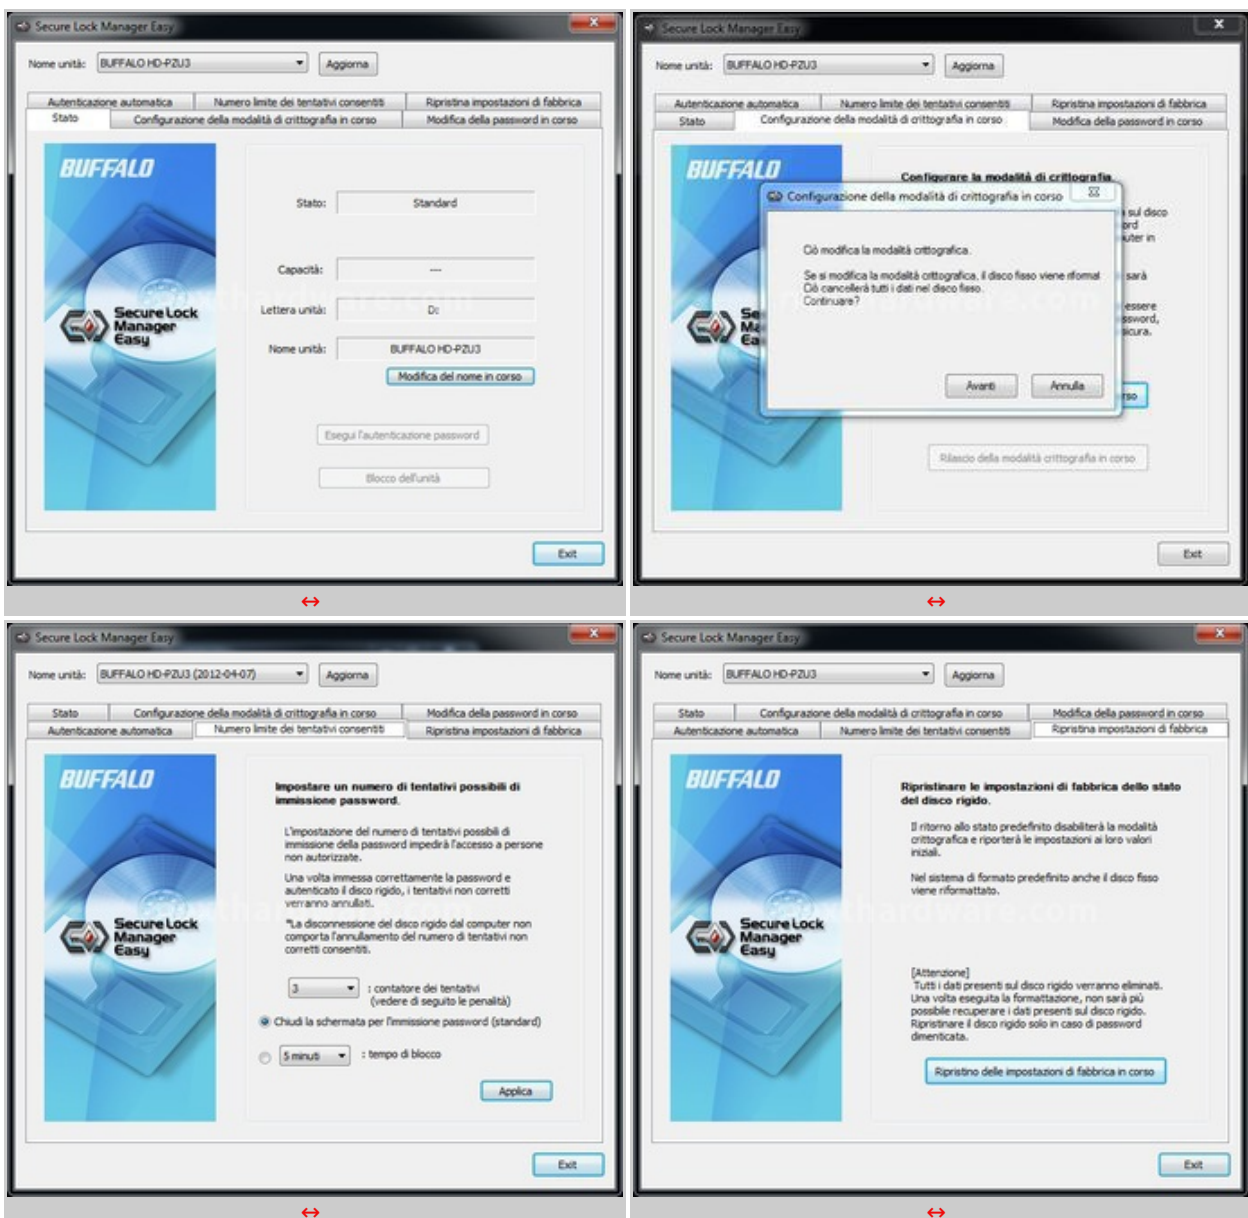 Secure Lock Manager Easy
Nome unità: BUFFALO HD-PZU3 Aggiorna
Autenticazione automatica Numero limite dei tentativi consentiti Ripristina impostazioni di fabbrica
Stato Configurazione della modalità di crittografia in corso Modifica della password in corso
BUFFALO
Stato: Standard
Capacità: ---
Lettera unità: D:
Secure Lock
Manager
Easy
Nome unità: BUFFALO HD-PZU3
Modifica del nome in corso
Esegui l'autenticazione password
Blocco dell'unità
Exit
Secure Lock Manager Easy
Nome unità: BUFFALO HD-PZU3 Aggiorna
Autenticazione automatica Numero limite dei tentativi consentiti Ripristina impostazioni di fabbrica
Stato Configurazione della modalità di crittografia in corso Modifica della password in corso
BUFFALO
Configurare la modalità di crittografia.
Configurazione della modalità di crittografia in corso
sul disco
Ciò modifica la modalità crittografica.
Se si modifica la modalità crittografica, il disco fisso viene riformat
Ciò cancellerà tutti i dati nel disco fisso.
Continuare?
sarà
essere
Avanti Annulla
Rilascio della modalità crittografia in corso
Exit
Secure Lock Manager Easy
Nome unità: BUFFALO HD-PZU3 (2012-04-07) Aggiorna
Stato Configurazione della modalità di crittografia in corso Modifica della password in corso
Autenticazione automatica Numero limite dei tentativi consentiti Ripristina impostazioni di fabbrica
BUFFALO
Impostare un numero di tentativi possibili di
immissione password.
L'impostazione del numero di tentativi possibili di
immissione della password impedirà l'accesso a persone
non autorizzate.
Una volta immessa correttamente la password e
autenticato il disco rigido, i tentativi non corretti
verranno annullati.
*La disconnessione del disco rigido dal computer non
comporta l'annullamento del numero di tentativi non
corretti consentiti.
Secure Lock
Manager
Easy
3 : contatore dei tentativi
(vedere di seguito le penalità)
Chiudi la schermata per l'immissione password (standard)
5 minuti : tempo di blocco
Applica
Exit
Secure Lock Manager Easy
Nome unità: BUFFALO HD-PZU3 Aggiorna
Stato Configurazione della modalità di crittografia in corso Modifica della password in corso
Autenticazione automatica Numero limite dei tentativi consentiti Ripristina impostazioni di fabbrica
BUFFALO
Ripristinare le impostazioni di fabbrica dello stato
del disco rigido.
Il ritorno allo stato predefinito disabiliterà la modalità
crittografica e riporterà le impostazioni ai loro valori
iniziali.
Nel sistema di formato predefinito anche il disco fisso
viene riformattato.
Secure Lock
Manager
Easy
[Attenzione]
Tutti i dati presenti sul disco rigido verranno eliminati.
Una volta eseguita la formattazione, non sarà più
possibile recuperare i dati presenti sul disco rigido.
Ripristinare il disco rigido solo in caso di password
dimenticata.
Ripristino delle impostazioni di fabbrica in corso
Exit